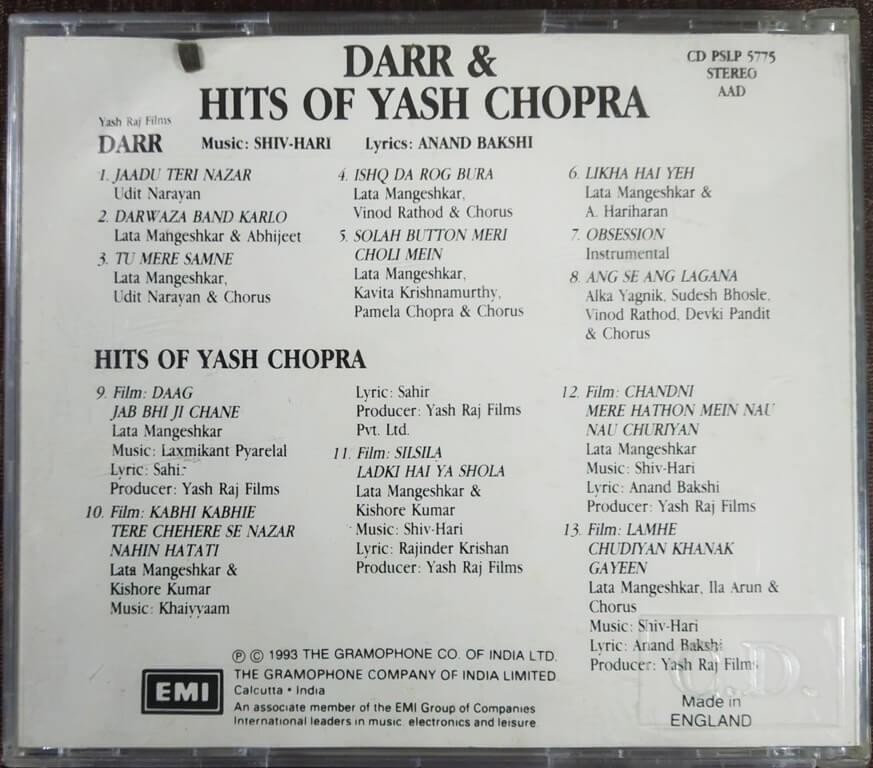 DARR &
HITS OF YASH CHOPRA
CD PSLP 5775
STEREO
AAD
Yash Raj Films
DARR Music: SHIV-HARI Lyrics: ANAND BAKSHI
1. JAADU TERI NAZAR
Udit Narayan
2. DARWAZA BAND KARLO
Lata Mangeshkar & Abhijeet
3. TU MERE SAMNE
Lata Mangeshkar,
Udit Narayan & Chorus
4. ISHQ DA ROG BURA
Lata Mangeshkar,
Vinod Rathod & Chorus
5. SOLAH BUTTON MERI
CHOLI MEIN
Lata Mangeshkar,
Kavita Krishnamurthy,
Pamela Chopra & Chorus
6. LIKHA HAI YEH
Lata Mangeshkar &
A. Hariharan
7. OBSESSION
Instrumental
8. ANG SE ANG LAGANA
Alka Yagnik, Sudesh Bhosle,
Vinod Rathod, Devki Pandit
& Chorus
HITS OF YASH CHOPRA
9. Film: DAAG
JAB BHI JI CHANE
Lata Mangeshkar
Music: Laxmikant Pyarelal
Lyric: Sahir
Producer: Yash Raj Films
10. Film: KABHI KABHIE
TERE CHEHERE SE NAZAR
NAHIN HATATI
Lata Mangeshkar &
Kishore Kumar
Music: Khaiyyaam
Lyric: Sahir
Producer: Yash Raj Films
Pvt. Ltd.
11. Film: SILSILA
LADKI HAI YA SHOLA
Lata Mangeshkar &
Kishore Kumar
Music: Shiv-Hari
Lyric: Rajinder Krishan
Producer: Yash Raj Films
12. Film: CHANDNI
MERE HATHON MEIN NAU
NAU CHURIYAN
Lata Mangeshkar
Music: Shiv-Hari
Lyric: Anand Bakshi
Producer: Yash Raj Films
13. Film: LAMHE
CHUDIYAN KHANAK
GAYEEN
Lata Mangeshkar, Ila Arun &
Chorus
Music: Shiv-Hari
Lyric: Anand Bakshi
Producer: Yash Raj Films
C.D.
Made in
ENGLAND
EMI
Ⓟ © 1993 THE GRAMOPHONE CO. OF INDIA LTD.
THE GRAMOPHONE COMPANY OF INDIA LIMITED
Calcutta • India
An associate member of the EMI Group of Companies
International leaders in music electronics and leisure